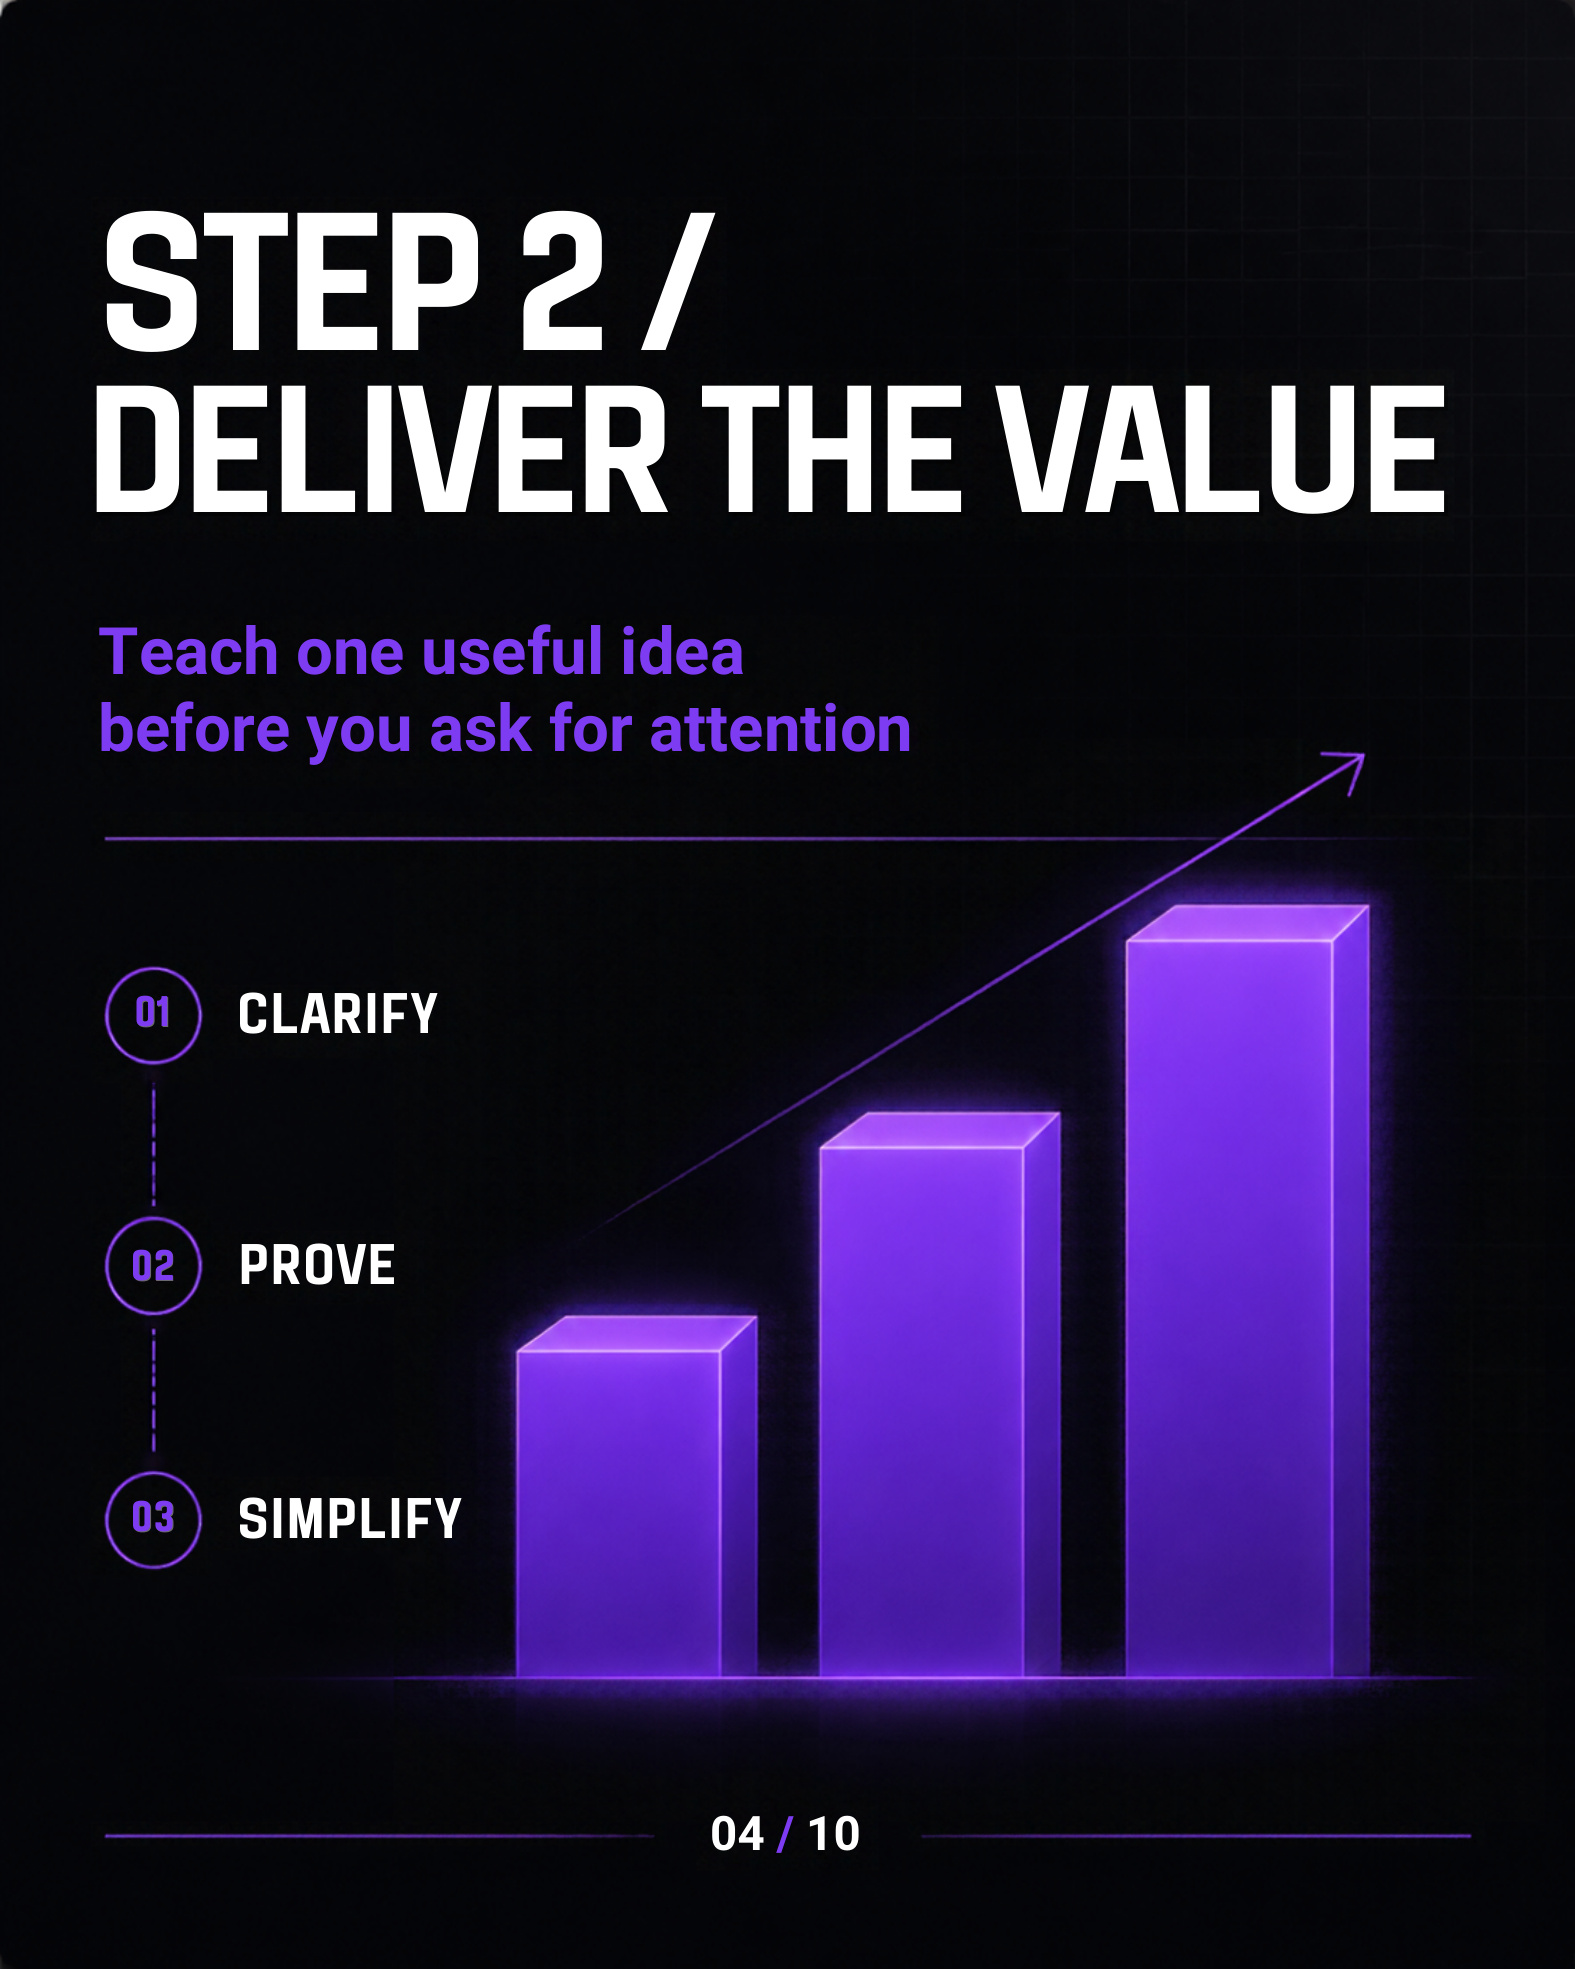 STEP 2 /
DELIVER THE VALUE
Teach one useful idea
before you ask for attention
01 CLARIFY
02 PROVE
03 SIMPLIFY
04 / 10